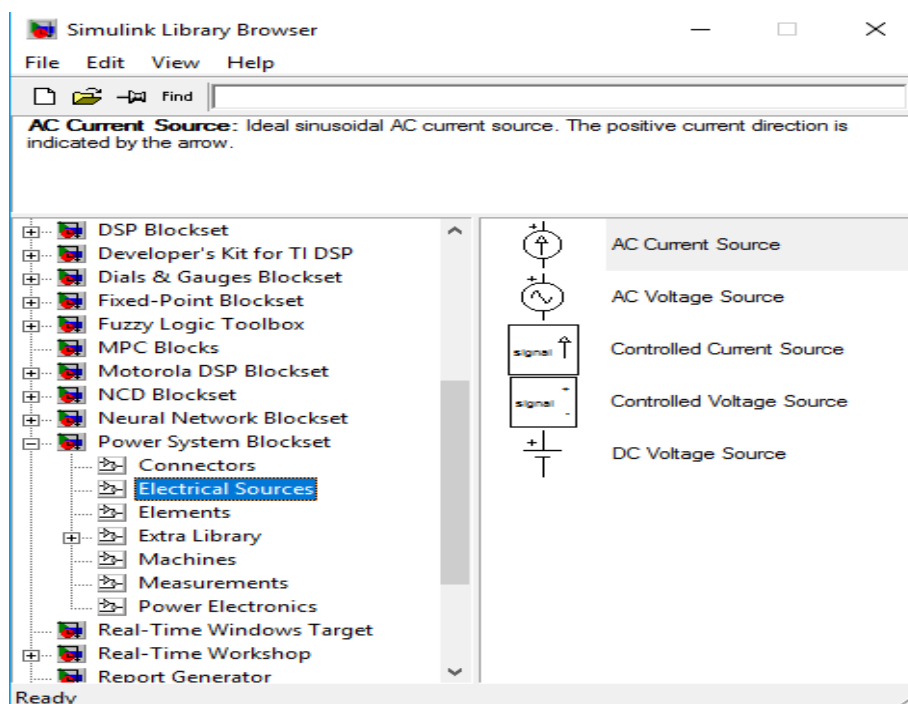 Simulink Library Browser
File Edit View Help
Find
AC Current Source: Ideal sinusoidal AC current source. The positive current direction is
indicated by the arrow.
DSP Blockset
Developer's Kit for TI DSP
Dials & Gauges Blockset
Fixed-Point Blockset
Fuzzy Logic Toolbox
MPC Blocks
Motorola DSP Blockset
NCD Blockset
Neural Network Blockset
Power System Blockset
Connectors
Electrical Sources
Elements
Extra Library
Machines
Measurements
Power Electronics
Real-Time Windows Target
Real-Time Workshop
Report Generator
AC Current Source
AC Voltage Source
signal Controlled Current Source
signal Controlled Voltage Source
DC Voltage Source
Ready